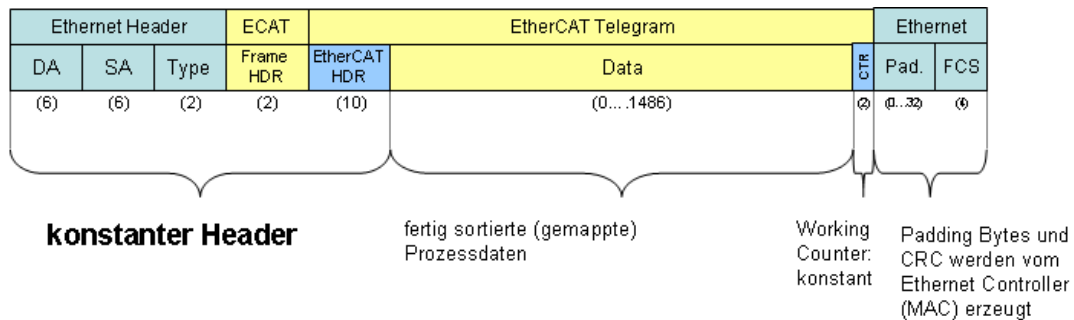 Ethernet Header ECAT EtherCAT Telegram Ethernet
DA SA Type Frame HDR EtherCAT HDR Data CTR Pad. FCS
(6) (6) (2) (2) (10) (0....1486) (2) (0...32) (4)
konstanter Header
fertig sortierte (gemappte)
Prozessdaten
Working
Counter:
konstant
Padding Bytes und
CRC werden vom
Ethernet Controller
(MAC) erzeugt